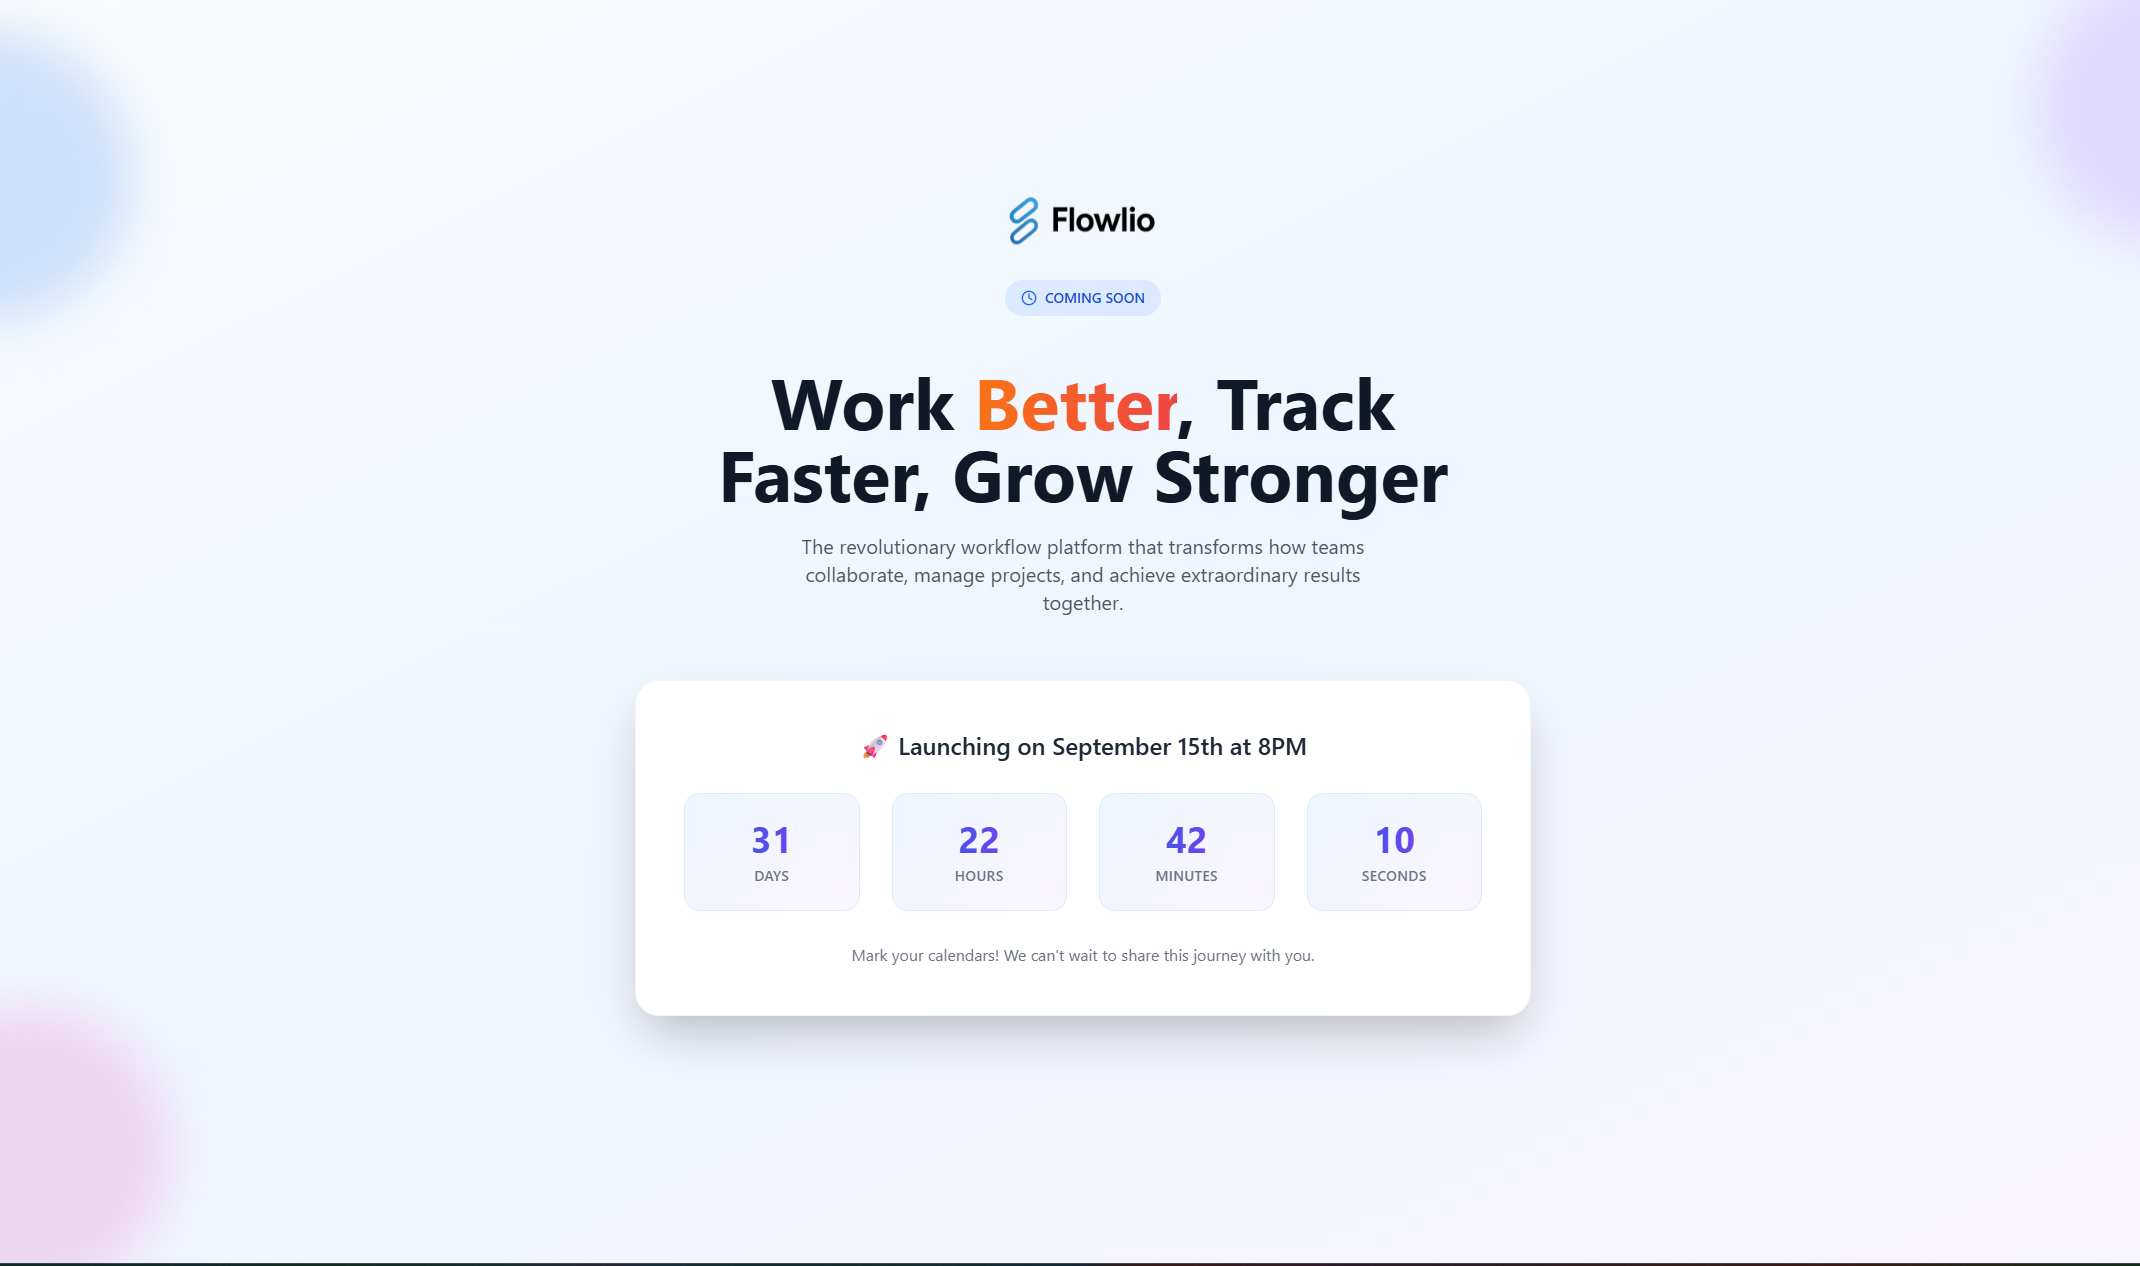 Flowlio
COMING SOON
Work Better, Track
Faster, Grow Stronger
The revolutionary workflow platform that transforms how teams
collaborate, manage projects, and achieve extraordinary results
together.
🚀 Launching on September 15th at 8PM
31
DAYS
22
HOURS
42
MINUTES
10
SECONDS
Mark your calendars! We can't wait to share this journey with you.